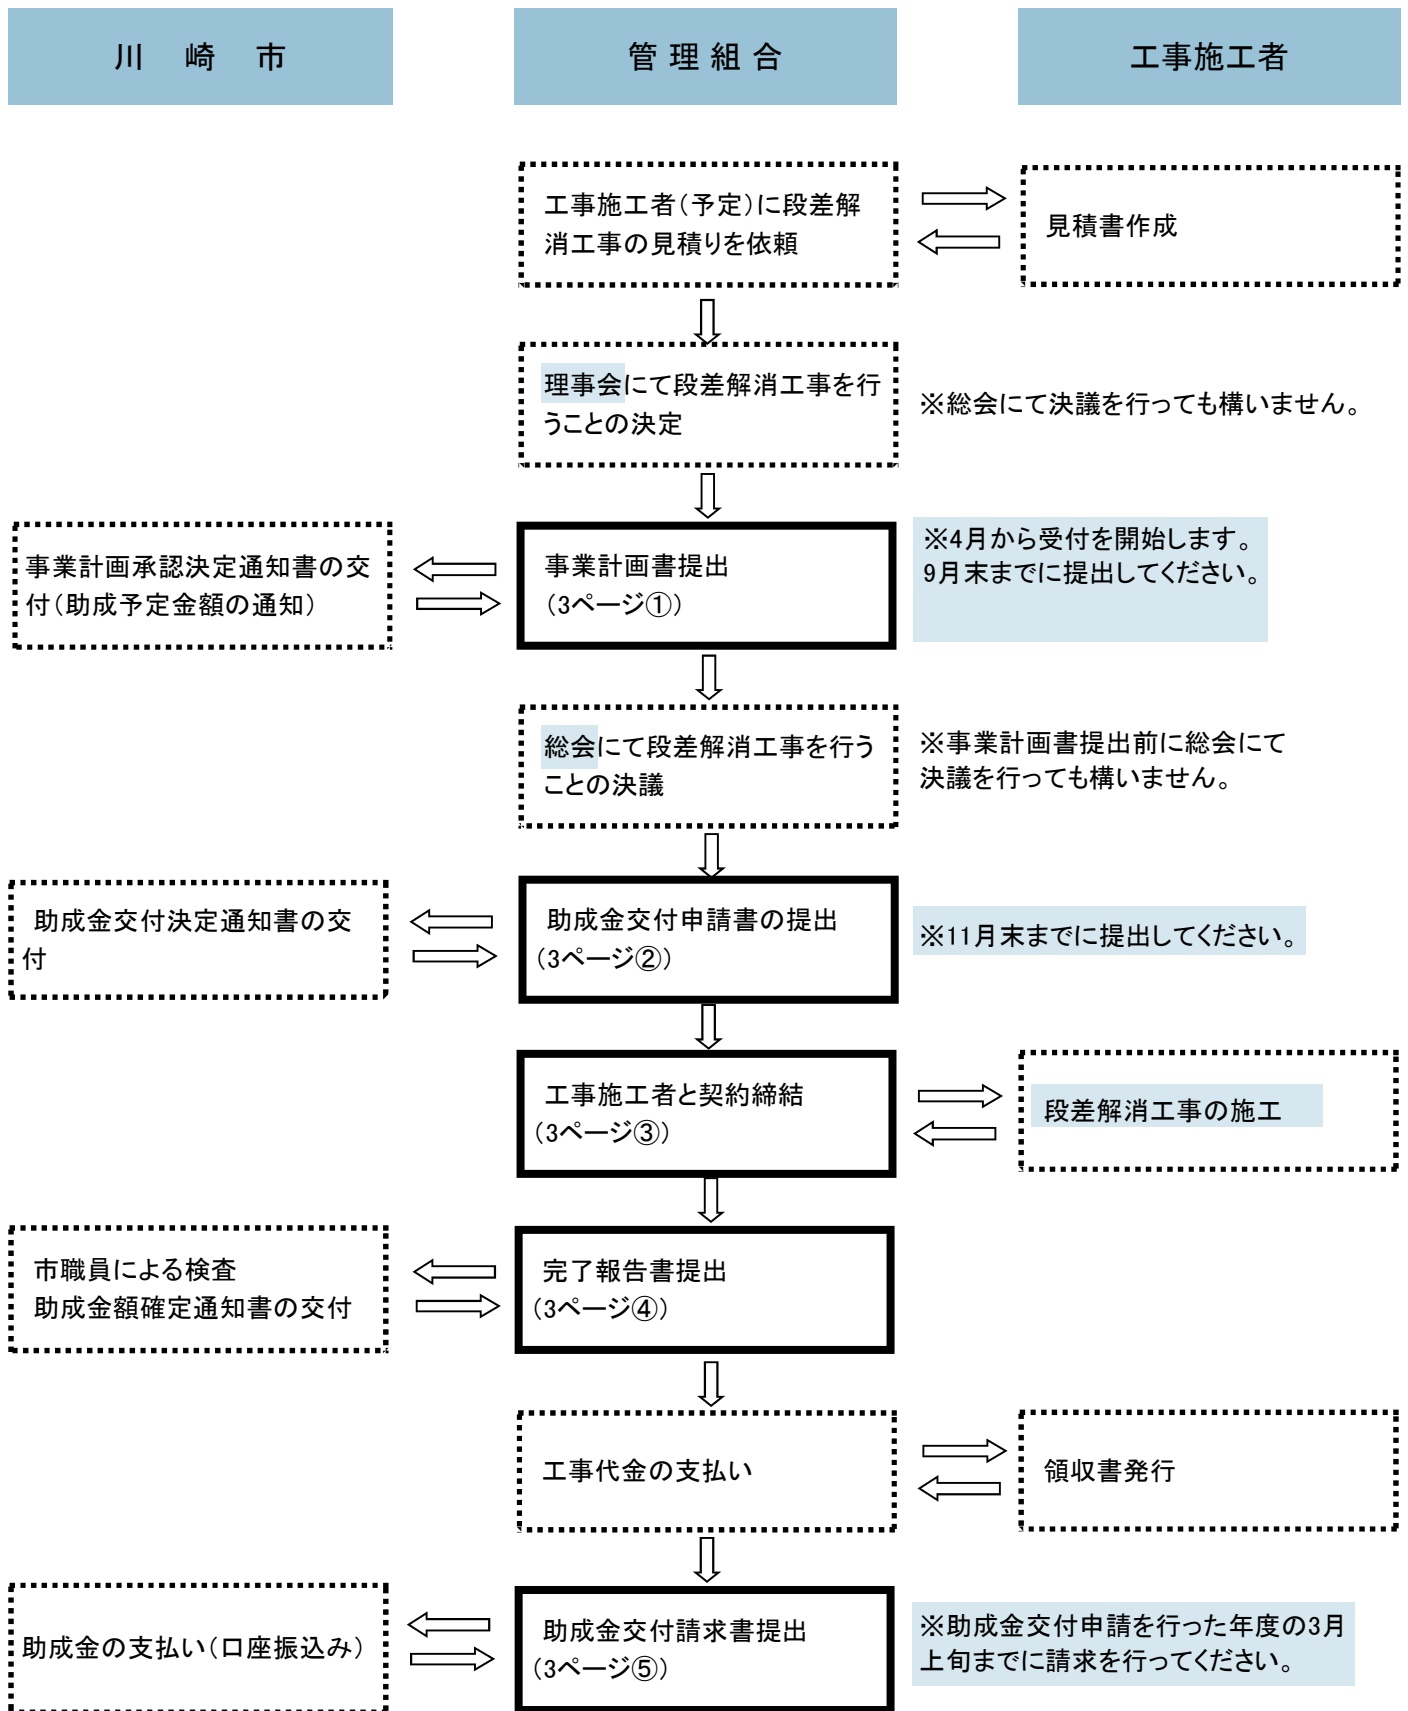 川 崎 市
管理組合
工事施工者
工事施工者（予定）に段差解
消工事の見積りを依頼
見積書作成
理事会にて段差解消工事を行
うことの決定
※総会にて決議を行っても構いません。
事業計画承認決定通知書の交
付（助成予定金額の通知）
事業計画書提出
（3ページ①）
※4月から受付を開始します。
9月末までに提出してください。
総会にて段差解消工事を行う
ことの決議
※事業計画書提出前に総会にて
決議を行っても構いません。
助成金交付決定通知書の交
付
助成金交付申請書の提出
（3ページ②）
※11月末までに提出してください。
工事施工者と契約締結
（3ページ③）
段差解消工事の施工
市職員による検査
助成金額確定通知書の交付
完了報告書提出
（3ページ④）
工事代金の支払い
領収書発行
助成金の支払い（口座振込み）
助成金交付請求書提出
（3ページ⑤）
※助成金交付申請を行った年度の3月
上旬までに請求を行ってください。